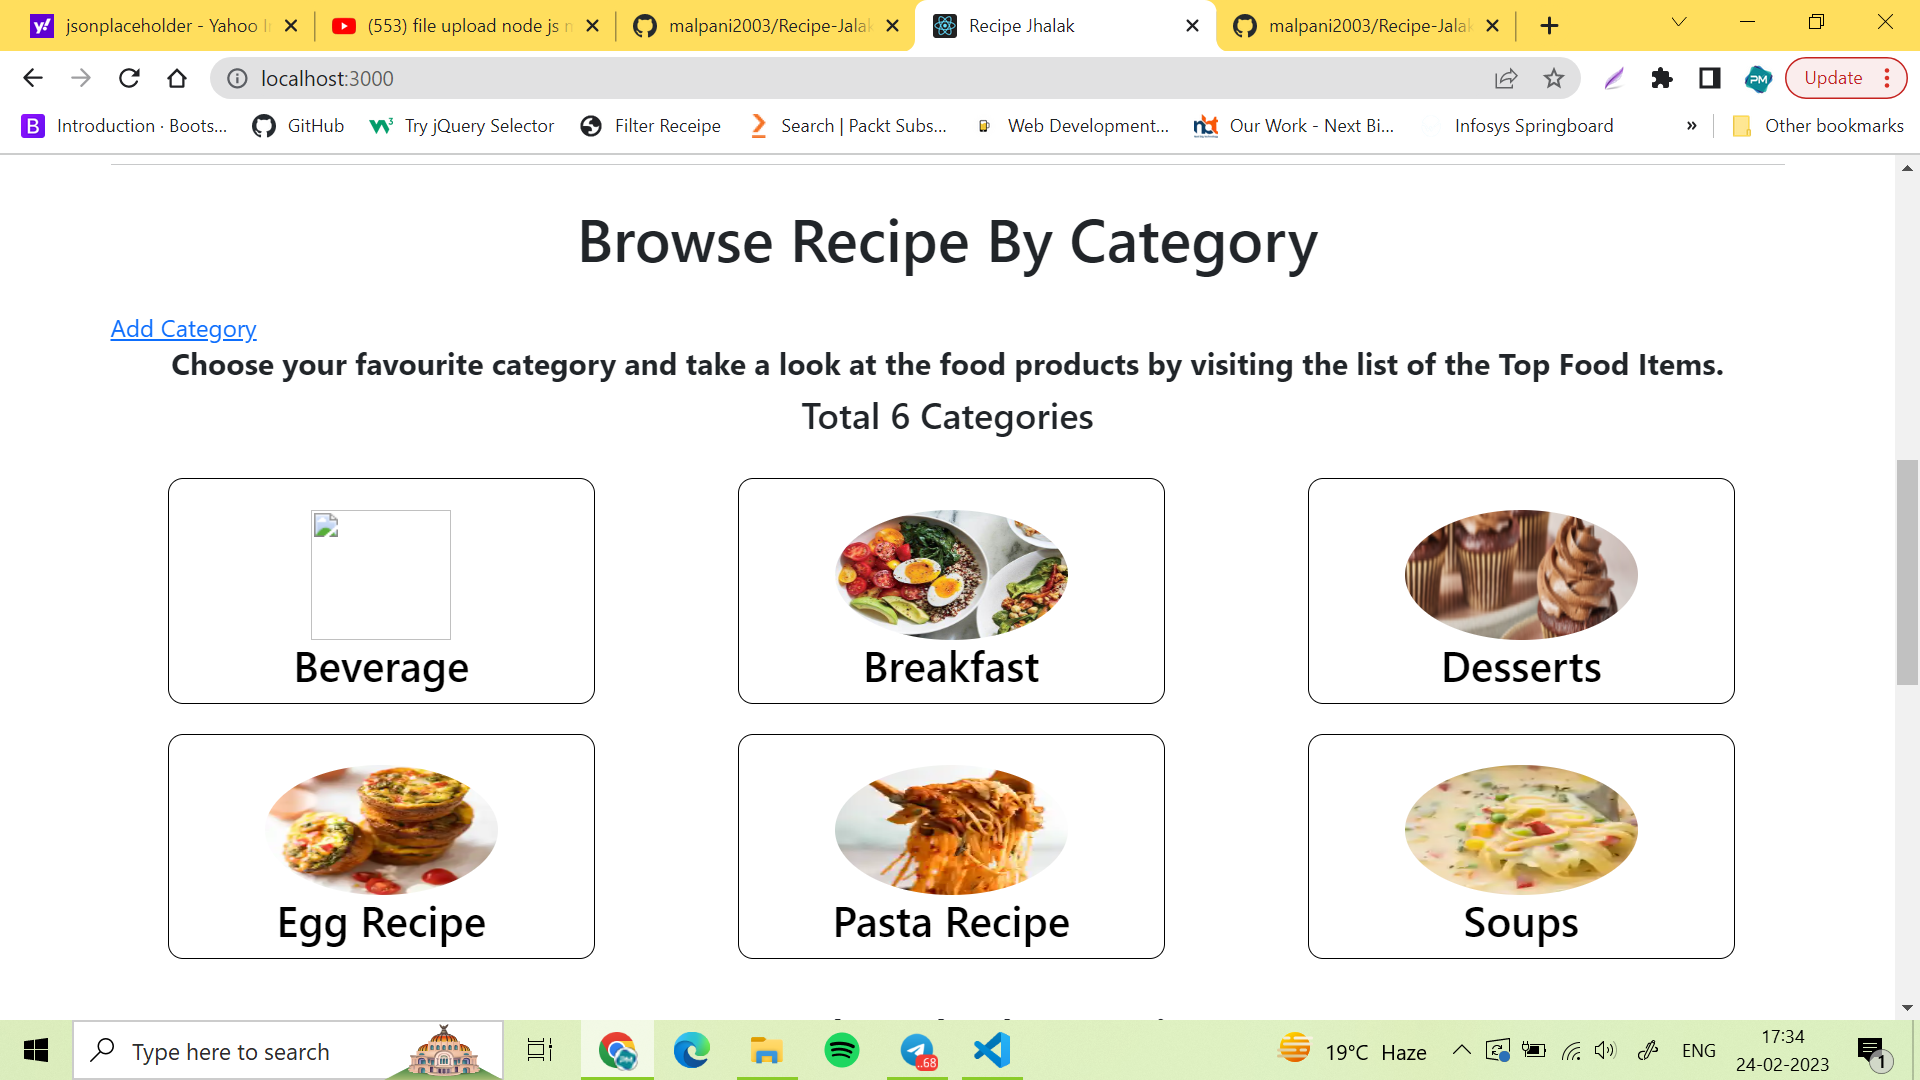 jsonplaceholder - Yahoo I
(553) file upload node js n
malpani2003/Recipe-Jalak
Recipe Jhalak
malpani2003/Recipe-Jalak
localhost:3000
PM
Update
B Introduction · Boots...
GitHub
Try jQuery Selector
Filter Receipe
Search | Packt Subs...
Web Development...
Our Work - Next Bi...
Infosys Springboard
»
Other bookmarks
Browse Recipe By Category
Add Category
Choose your favourite category and take a look at the food products by visiting the list of the Top Food Items.
Total 6 Categories
Beverage
Breakfast
Desserts
Egg Recipe
Pasta Recipe
Soups
Type here to search
PM
..68
19°C Haze
ENG
17:34
24-02-2023
1